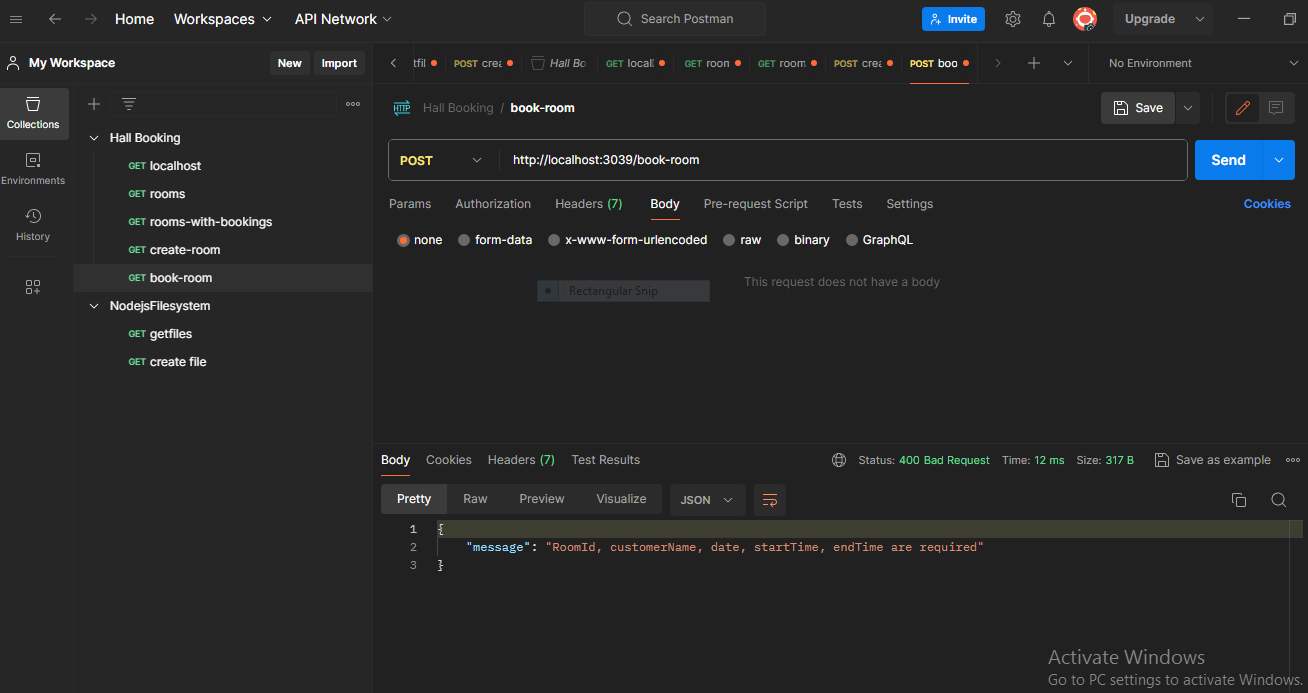 Home Workspaces API Network Search Postman Invite Upgrade
My Workspace New Import
tfil POST crea Hall Bo GET locall GET room GET room POST crea POST boo No Environment
Collections
Environments
History
Hall Booking
GET localhost
GET rooms
GET rooms-with-bookings
GET create-room
GET book-room
NodejsFilesystem
GET getfiles
GET create file
HTTP Hall Booking / book-room Save
POST http://localhost:3039/book-room Send
Params Authorization Headers (7) Body Pre-request Script Tests Settings Cookies
none form-data x-www-form-urlencoded raw binary GraphQL
Rectangular Snip
This request does not have a body
Body Cookies Headers (7) Test Results Status: 400 Bad Request Time: 12 ms Size: 317 B Save as example
Pretty Raw Preview Visualize JSON
1 {
2 "message": "RoomId, customerName, date, startTime, endTime are required"
3 }
Activate Windows
Go to PC settings to activate Windows.